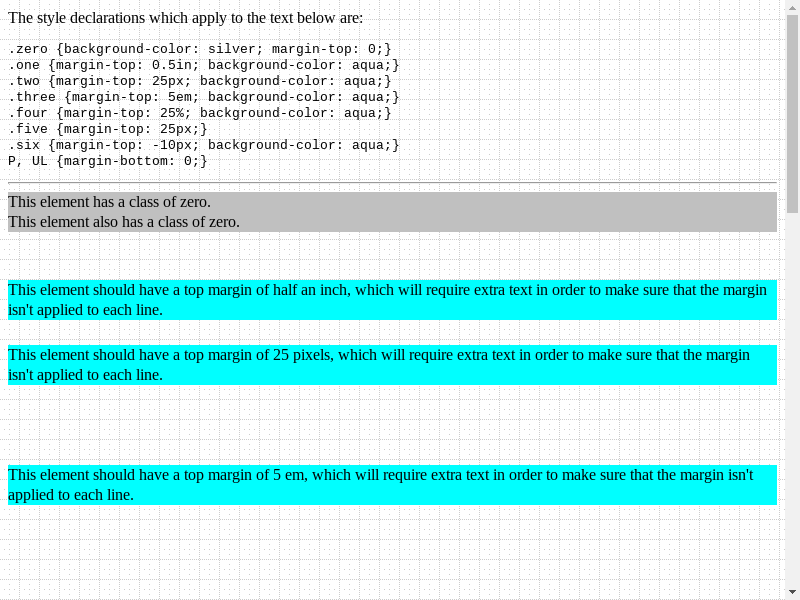 The style declarations which apply to the text below are:
.zero {background-color: silver; margin-top: 0;}
.one {margin-top: 0.5in; background-color: aqua;}
.two {margin-top: 25px; background-color: aqua;}
.three {margin-top: 5em; background-color: aqua;}
.four {margin-top: 25%; background-color: aqua;}
.five {margin-top: 25px;}
.six {margin-top: -10px; background-color: aqua;}
P, UL {margin-bottom: 0;}
This element has a class of zero.
This element also has a class of zero.
This element should have a top margin of half an inch, which will require extra text in order to make sure that the margin
isn't applied to each line.
This element should have a top margin of 25 pixels, which will require extra text in order to make sure that the margin
isn't applied to each line.
This element should have a top margin of 5 em, which will require extra text in order to make sure that the margin isn't
applied to each line.